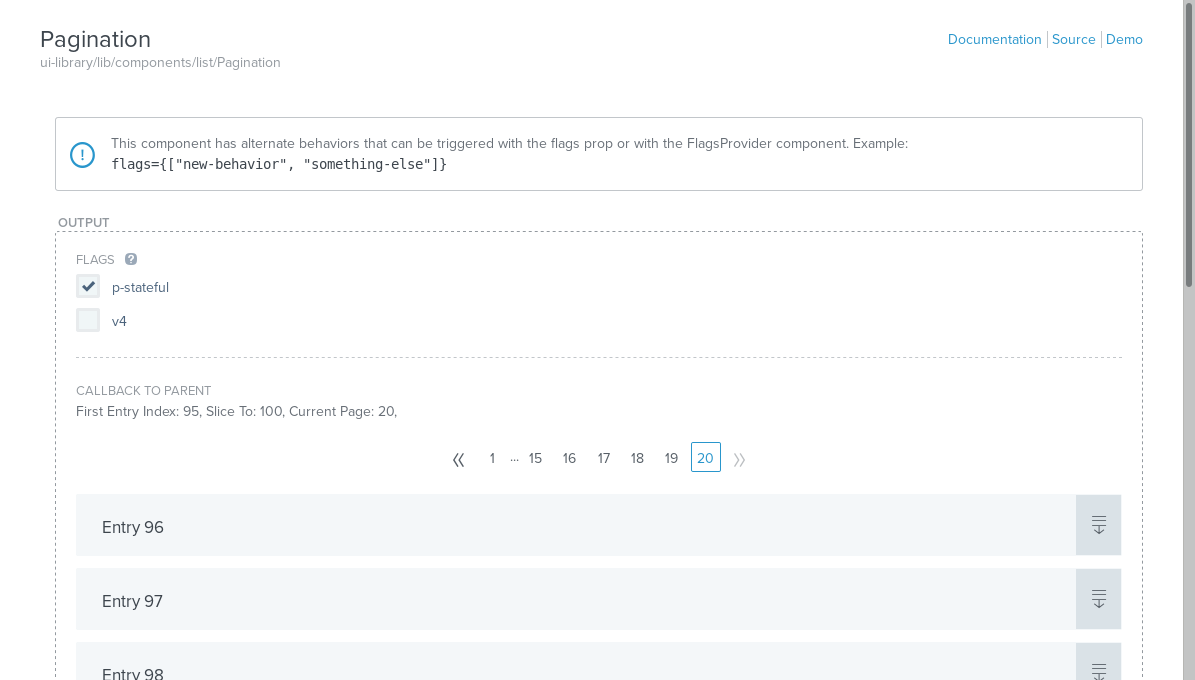 Pagination
Documentation Source Demo
ui-library/lib/components/list/Pagination
This component has alternate behaviors that can be triggered with the flags prop or with the FlagsProvider component. Example:
flags={["new-behavior", "something-else"]}
OUTPUT
FLAGS ?
p-stateful
v4
CALLBACK TO PARENT
First Entry Index: 95, Slice To: 100, Current Page: 20,
« 1 ... 15 16 17 18 19 20 »
Entry 96
Entry 97
Entry 98